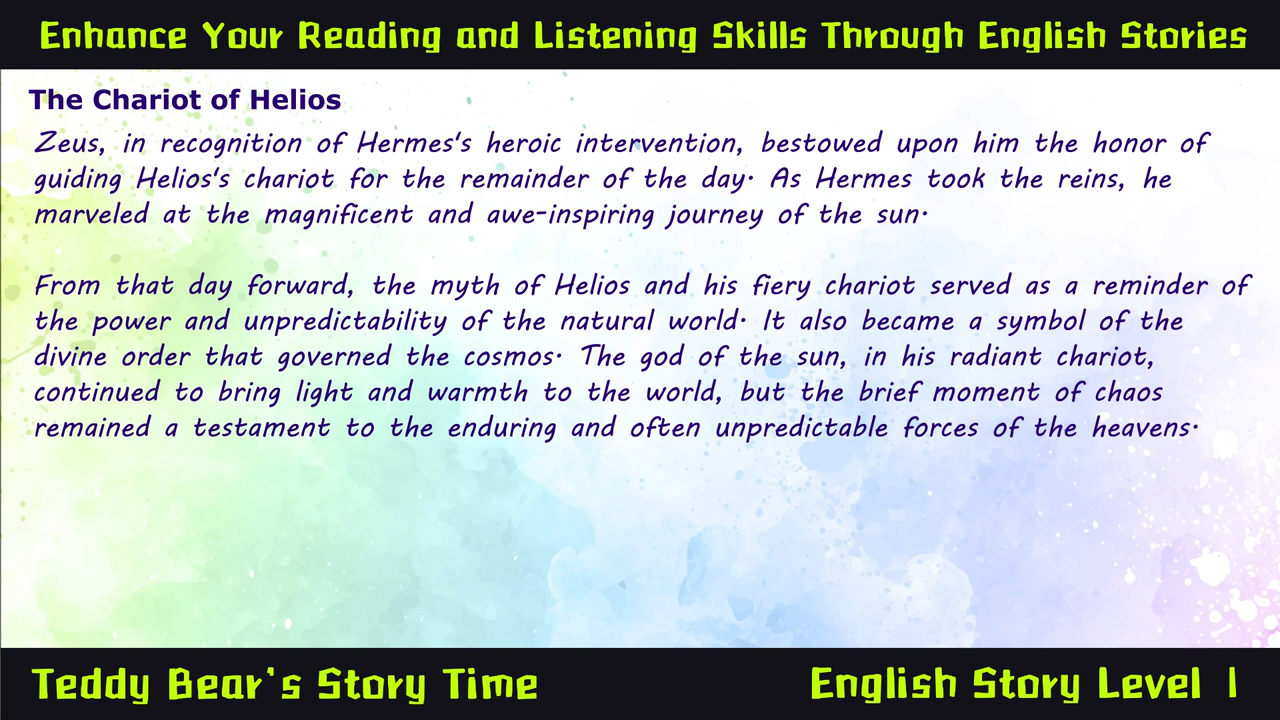 Enhance Your Reading and Listening Skills Through English Stories
The Chariot of Helios
Zeus, in recognition of Hermes's heroic intervention, bestowed upon him the honor of
guiding Helios's chariot for the remainder of the day. As Hermes took the reins, he
marveled at the magnificent and awe-inspiring journey of the sun.
From that day forward, the myth of Helios and his fiery chariot served as a reminder of
the power and unpredictability of the natural world. It also became a symbol of the
divine order that governed the cosmos. The god of the sun, in his radiant chariot,
continued to bring light and warmth to the world, but the brief moment of chaos
remained a testament to the enduring and often unpredictable forces of the heavens.
Teddy Bear's Story Time
English Story Level 1